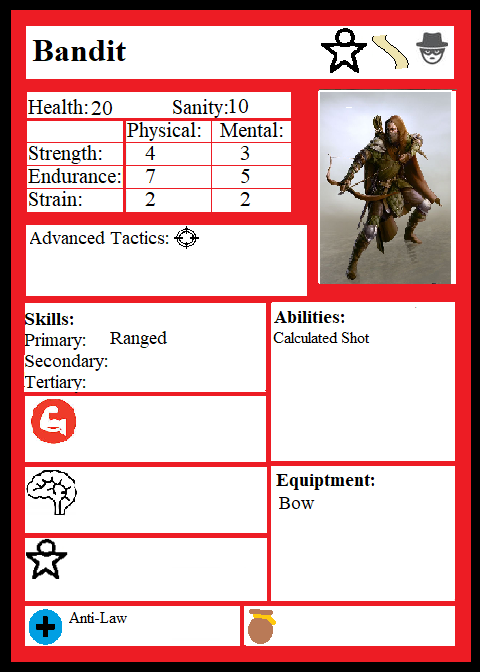 Bandit
Health: 20 Sanity: 10
Physical: Mental:
Strength: 4 3
Endurance: 7 5
Strain: 2 2
Advanced Tactics:
Skills:
Primary: Ranged
Secondary:
Tertiary:
Abilities:
Calculated Shot
Equiptment:
Bow
Anti-Law